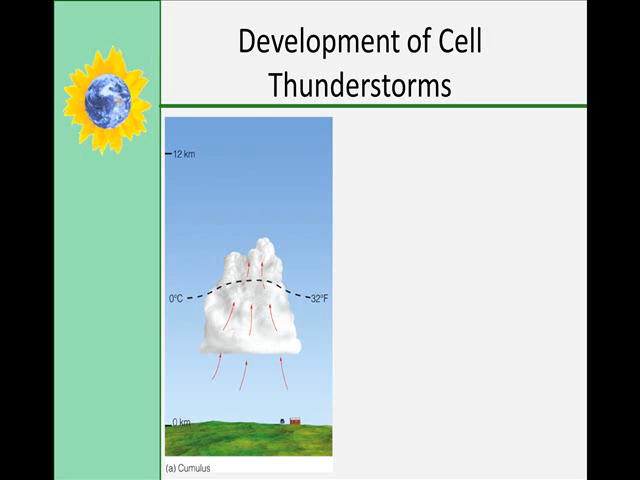 Development of Cell
Thunderstorms
12 km
0°C
32°F
0 km
(a) Cumulus